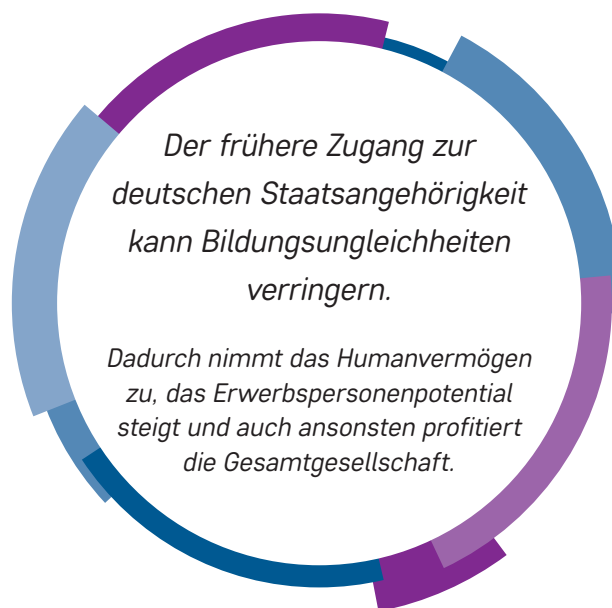 Der frühere Zugang zur
deutschen Staatsangehörigkeit
kann Bildungsungleichheiten
verringern.
Dadurch nimmt das Humanvermögen
zu, das Erwerbspersonenpotential
steigt und auch ansonsten profitiert
die Gesamtgesellschaft.